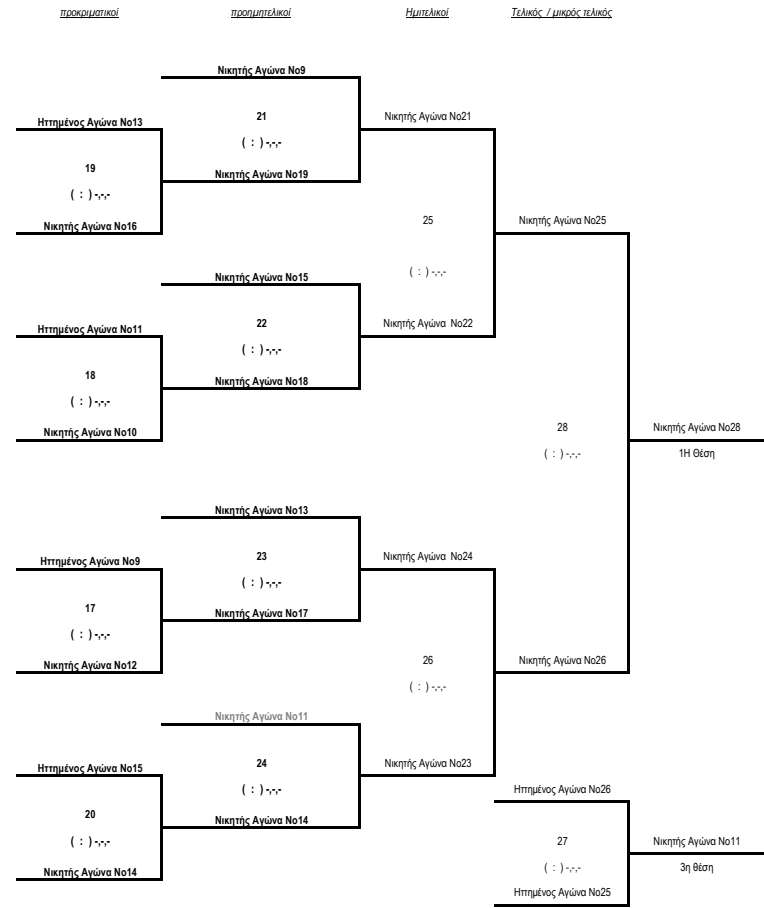 προκριματικοί προημητελικοί Ημιτελικοί Τελικός / μικρός τελικός
Νικητής Αγώνα Νο9
21
( : ) -,-,-
Ηττημένος Αγώνα Νο13
Νικητής Αγώνα Νο21
19
( : ) -,-,-
Νικητής Αγώνα Νο19
Νικητής Αγώνα Νο16
25
( : ) -,-,-
Νικητής Αγώνα Νο25
Νικητής Αγώνα Νο15
22
( : ) -,-,-
Ηττημένος Αγώνα Νο11
Νικητής Αγώνα Νο22
18
( : ) -,-,-
Νικητής Αγώνα Νο18
Νικητής Αγώνα Νο10
28
( : ) -,-,-
Νικητής Αγώνα Νο28
1Η Θέση
Νικητής Αγώνα Νο13
23
( : ) -,-,-
Ηττημένος Αγώνα Νο9
Νικητής Αγώνα Νο24
17
( : ) -,-,-
Νικητής Αγώνα Νο17
Νικητής Αγώνα Νο12
26
( : ) -,-,-
Νικητής Αγώνα Νο26
Νικητής Αγώνα Νο11
24
( : ) -,-,-
Ηττημένος Αγώνα Νο15
Νικητής Αγώνα Νο23
20
( : ) -,-,-
Νικητής Αγώνα Νο14
Νικητής Αγώνα Νο14
Ηττημένος Αγώνα Νο26
27
( : ) -,-,-
Νικητής Αγώνα Νο11
3η θέση
Ηττημένος Αγώνα Νο25